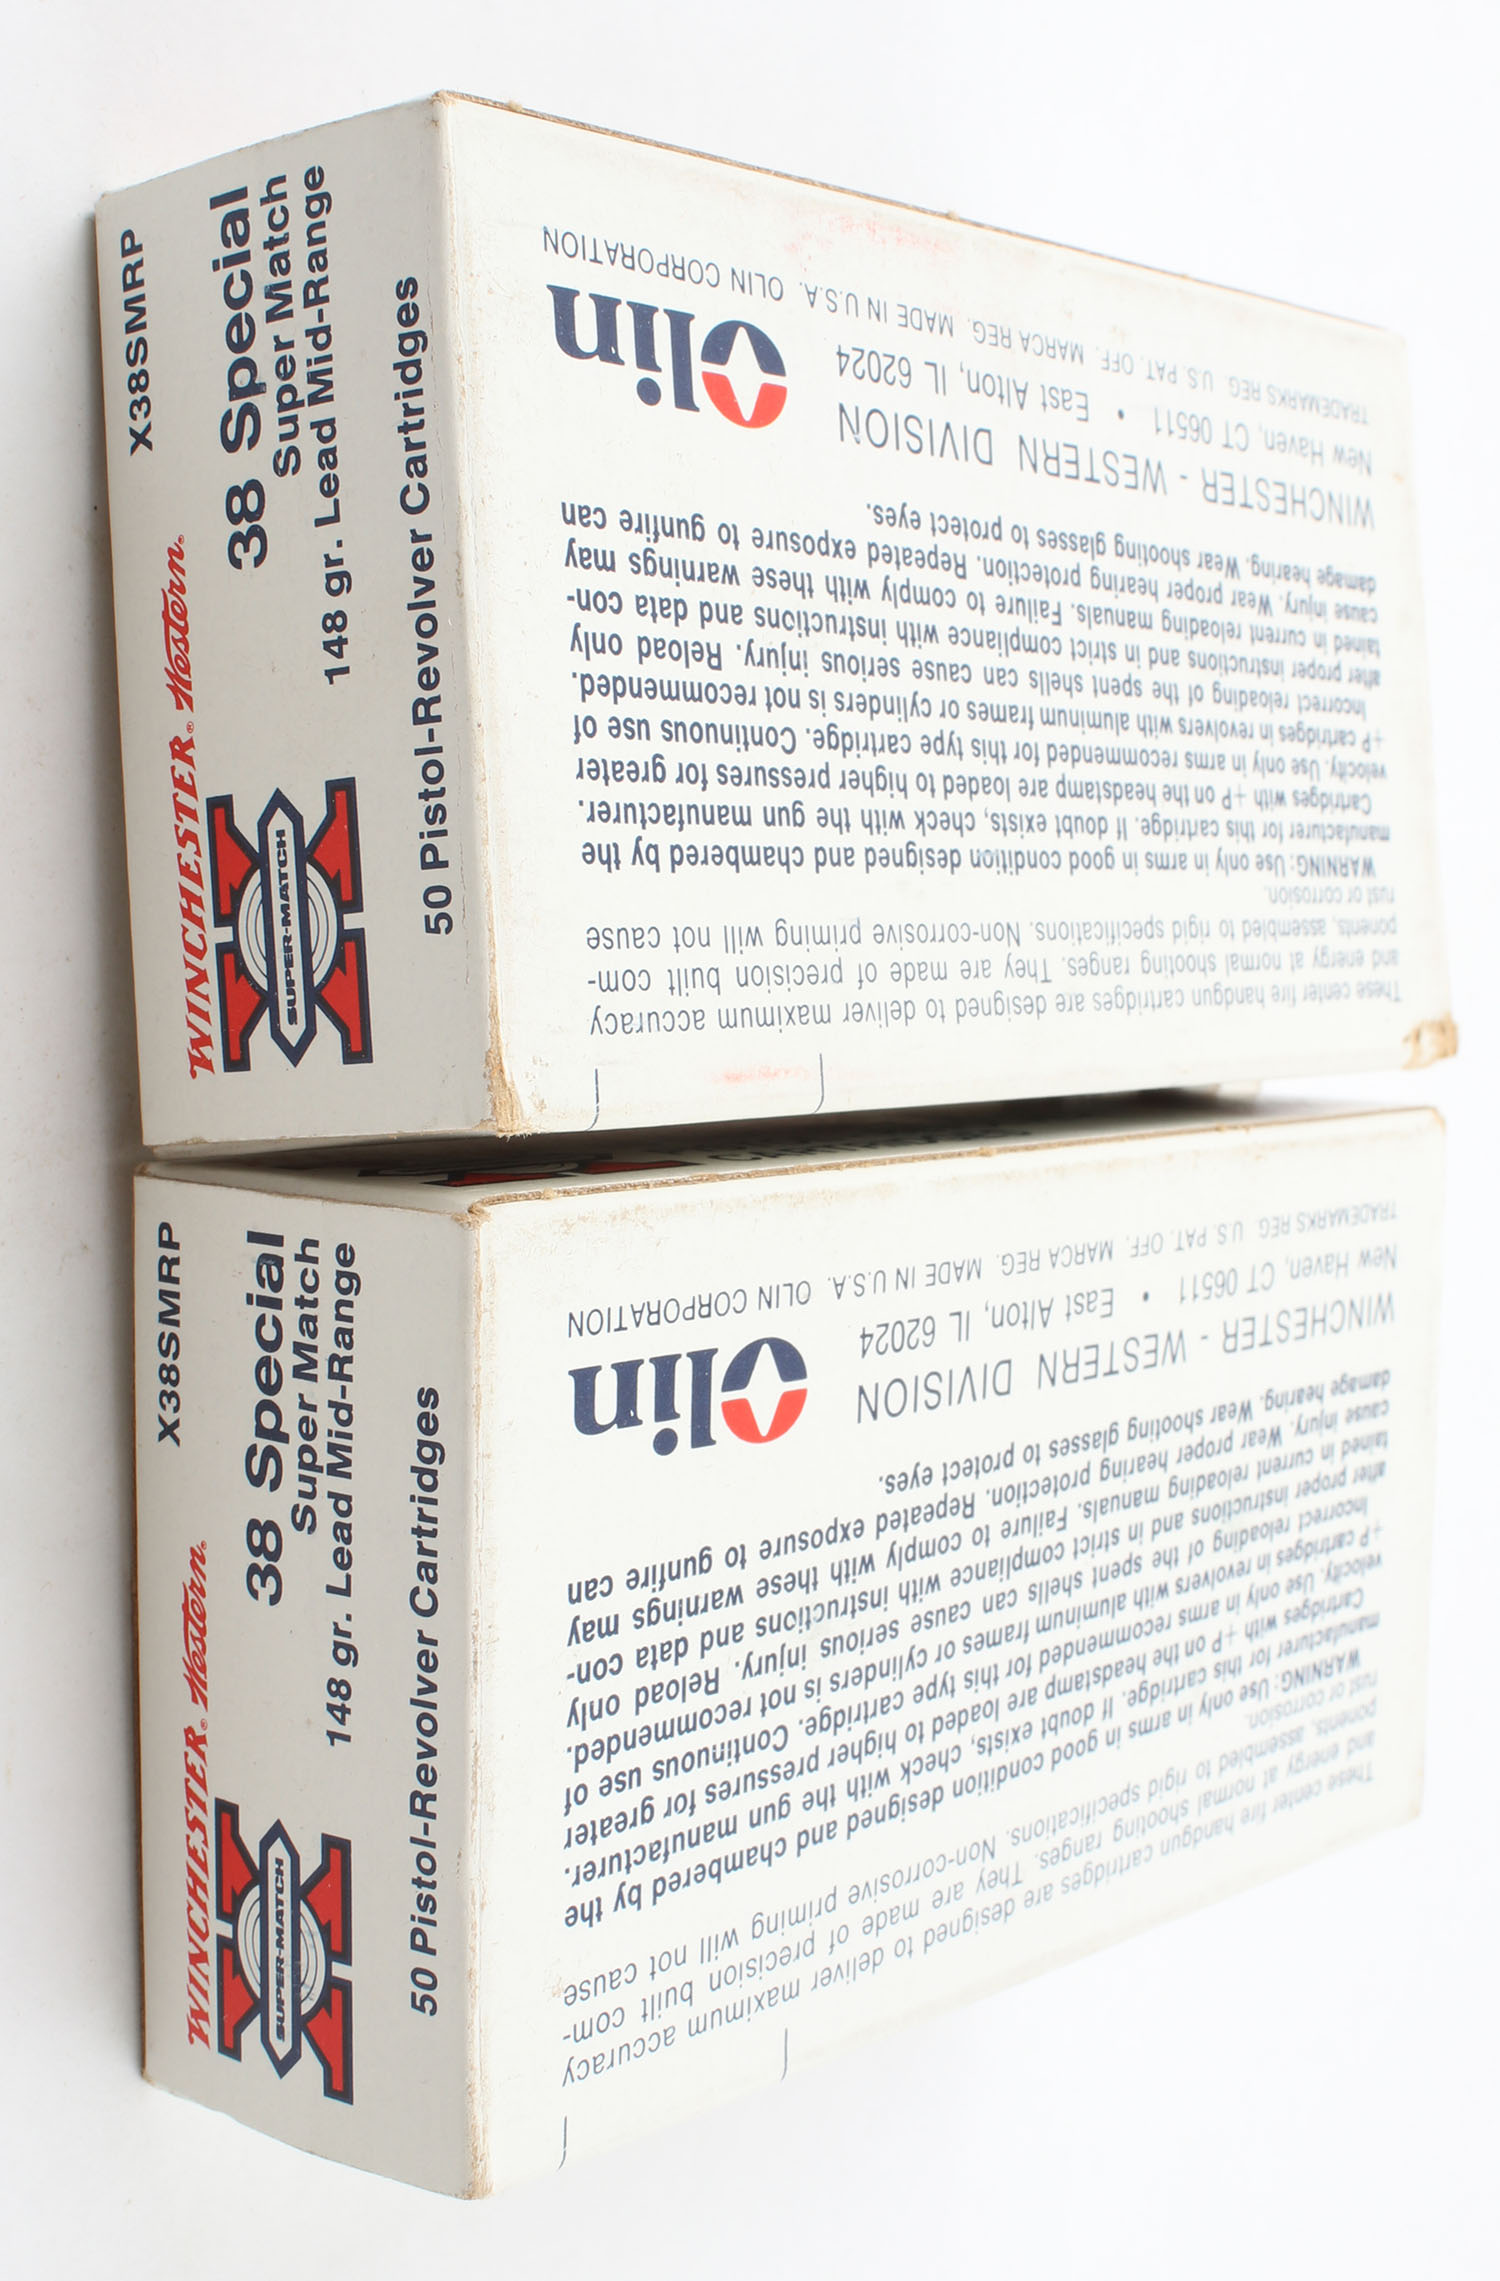 WINCHESTER® Western®
X38SMRP
X
SUPER-MATCH
38 Special
Super Match
148 gr. Lead Mid-Range
50 Pistol-Revolver Cartridges
These center fire handgun cartridges are designed to deliver maximum accuracy
and energy at normal shooting ranges. They are made of precision built com-
ponents, assembled to rigid specifications. Non-corrosive priming will not cause
rust or corrosion.
WARNING: Use only in arms in good condition designed and chambered by the
manufacturer for this cartridge. If doubt exists, check with the gun manufacturer.
Cartridges with +P on the headstamp are loaded to higher pressures for greater
velocity. Use only in arms recommended for this type cartridge. Continuous use of
+P cartridges in revolvers with aluminum frames or cylinders is not recommended.
Incorrect reloading of the spent shells can cause serious injury. Reload only
after proper instructions and in strict compliance with instructions and data con-
tained in current reloading manuals. Failure to comply with these warnings may
cause injury. Wear proper hearing protection. Repeated exposure to gunfire can
damage hearing. Wear shooting glasses to protect eyes.
WINCHESTER - WESTERN DIVISION
New Haven, CT 06511 • East Alton, IL 62024
Olin
TRADEMARKS REG. U.S. PAT. OFF. MARCA REG. MADE IN U.S.A. OLIN CORPORATION
WINCHESTER® Western®
X38SMRP
X
SUPER-MATCH
38 Special
Super Match
148 gr. Lead Mid-Range
50 Pistol-Revolver Cartridges
These center fire handgun cartridges are designed to deliver maximum accuracy
and energy at normal shooting ranges. They are made of precision built com-
ponents, assembled to rigid specifications. Non-corrosive priming will not cause
rust or corrosion.
WARNING: Use only in arms in good condition designed and chambered by the
manufacturer for this cartridge. If doubt exists, check with the gun manufacturer.
Cartridges with +P on the headstamp are loaded to higher pressures for greater
velocity. Use only in arms recommended for this type cartridge. Continuous use of
+P cartridges in revolvers with aluminum frames or cylinders is not recommended.
Incorrect reloading of the spent shells can cause serious injury. Reload only
after proper instructions and in strict compliance with instructions and data con-
tained in current reloading manuals. Failure to comply with these warnings may
cause injury. Wear proper hearing protection. Repeated exposure to gunfire can
damage hearing. Wear shooting glasses to protect eyes.
WINCHESTER - WESTERN DIVISION
New Haven, CT 06511 • East Alton, IL 62024
Olin
TRADEMARKS REG. U.S. PAT. OFF. MARCA REG. MADE IN U.S.A. OLIN CORPORATION